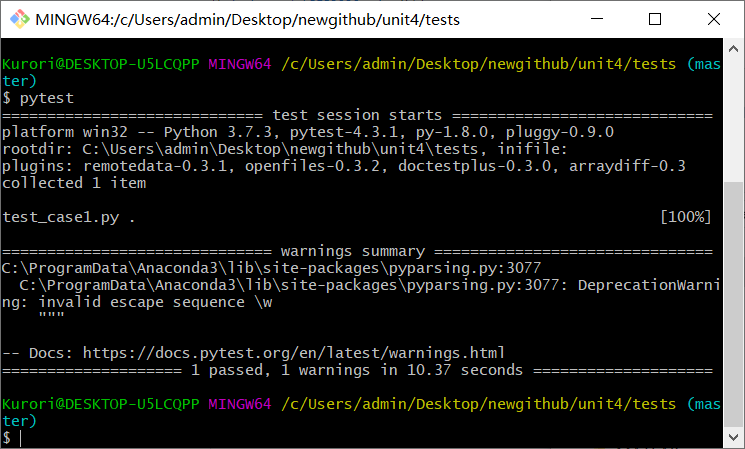 MINGW64:/c/Users/admin/Desktop/newgithub/unit4/tests
Kurori@DESKTOP-U5LCQPP MINGW64 /c/Users/admin/Desktop/newgithub/unit4/tests (mas
ter)
$ pytest
============================= test session starts =============================
platform win32 -- Python 3.7.3, pytest-4.3.1, py-1.8.0, pluggy-0.9.0
rootdir: C:\Users\admin\Desktop\newgithub\unit4\tests, inifile:
plugins: remotedata-0.3.1, openfiles-0.3.2, doctestplus-0.3.0, arraydiff-0.3
collected 1 item
test_case1.py .                                                          [100%]
============================== warnings summary ===============================
C:\ProgramData\Anaconda3\lib\site-packages\pyparsing.py:3077
  C:\ProgramData\Anaconda3\lib\site-packages\pyparsing.py:3077: DeprecationWarni
ng: invalid escape sequence \w
    """
-- Docs: https://docs.pytest.org/en/latest/warnings.html
==================== 1 passed, 1 warnings in 10.37 seconds ====================
Kurori@DESKTOP-U5LCQPP MINGW64 /c/Users/admin/Desktop/newgithub/unit4/tests (mas
ter)
$